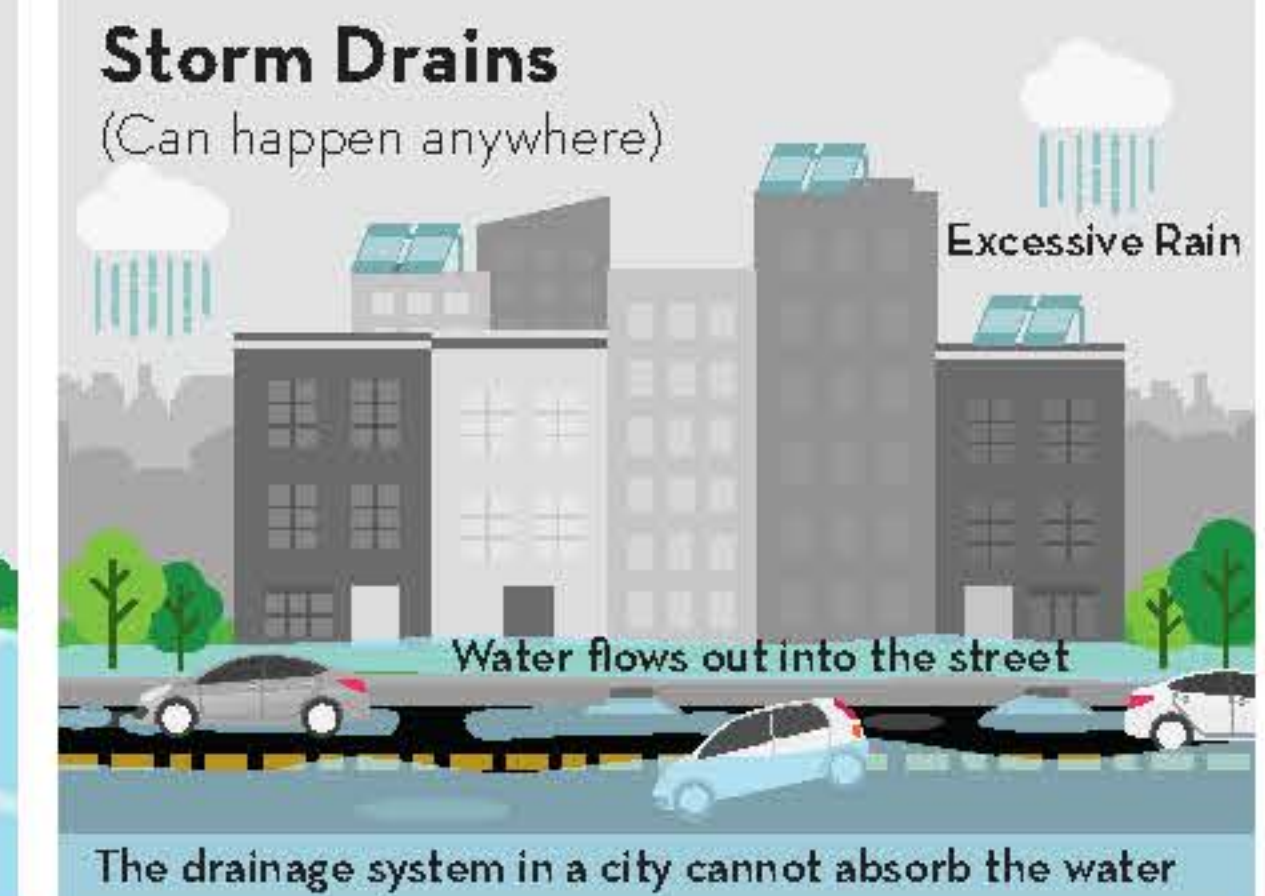 Storm Drains
(Can happen anywhere)
Excessive Rain
Water flows out into the street
The drainage system in a city cannot absorb the water